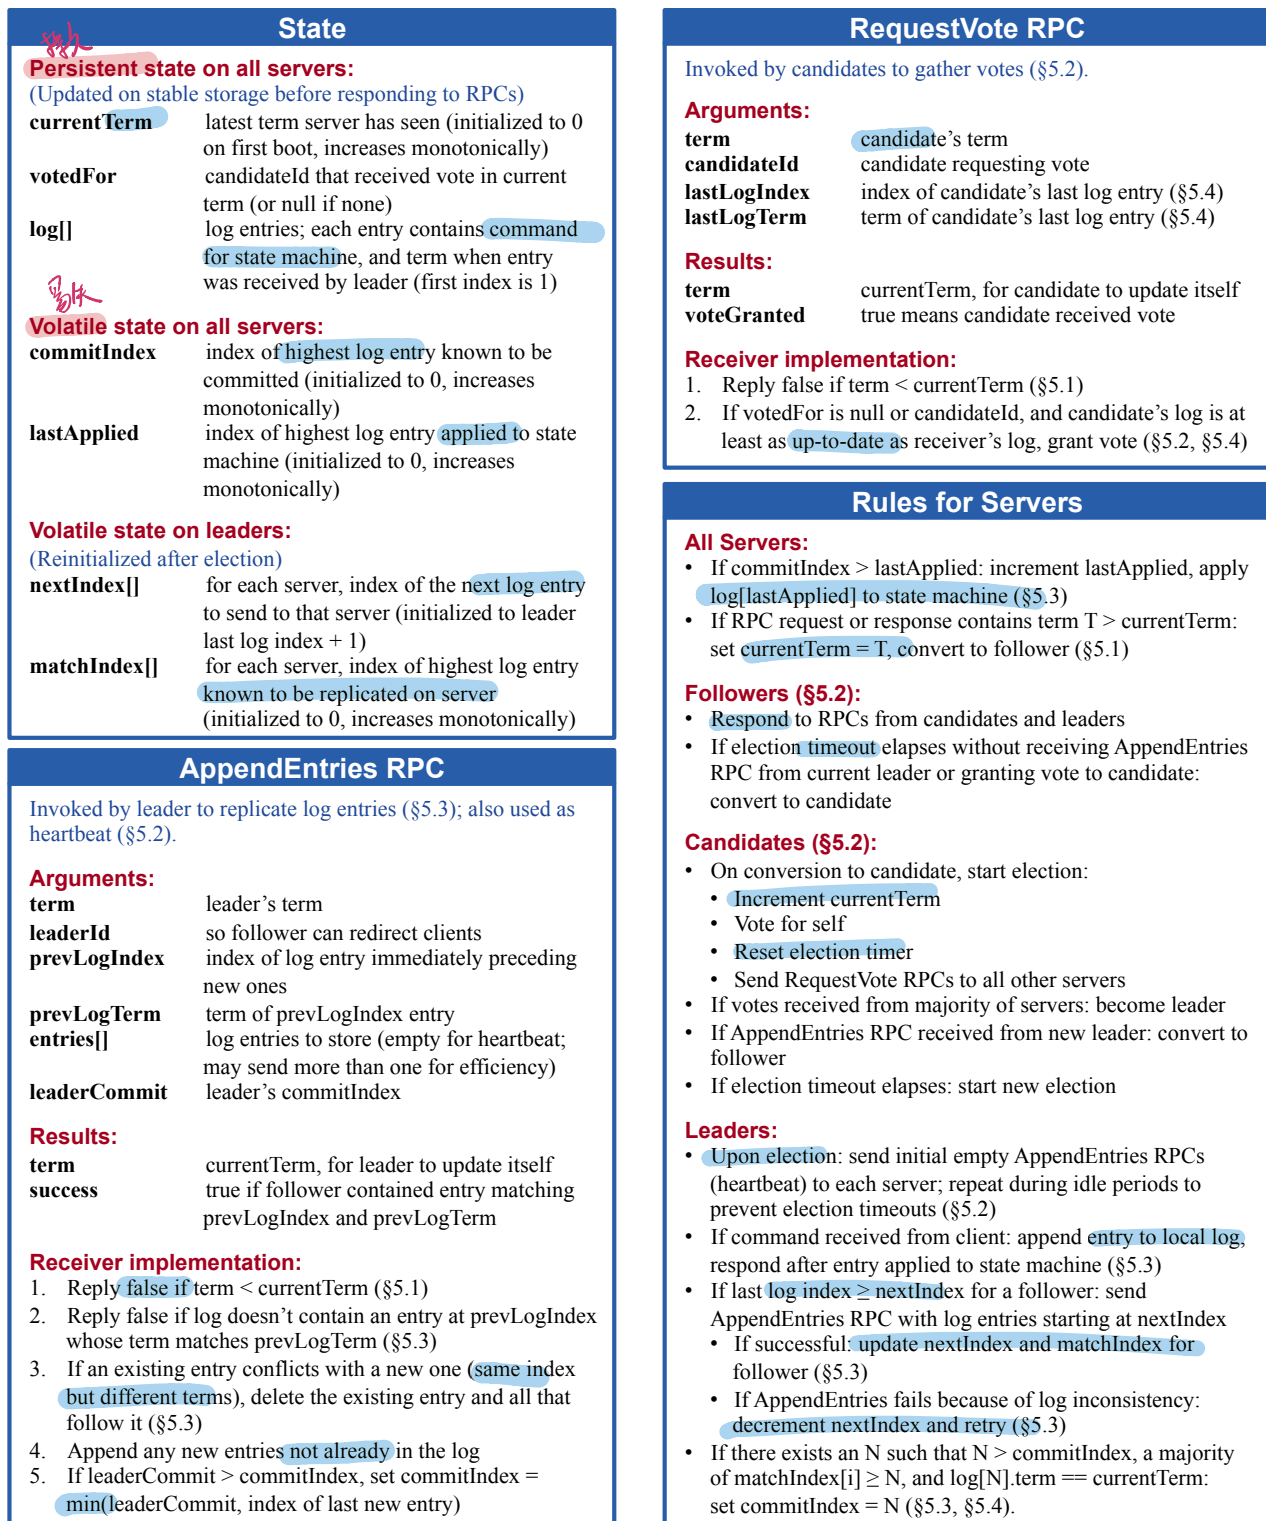 State
Persistent state on all servers:
(Updated on stable storage before responding to RPCs)
currentTerm latest term server has seen (initialized to 0
on first boot, increases monotonically)
votedFor candidateId that received vote in current
term (or null if none)
log[] log entries; each entry contains command
for state machine, and term when entry
was received by leader (first index is 1)
易失
Volatile state on all servers:
commitIndex index of highest log entry known to be
committed (initialized to 0, increases
monotonically)
lastApplied index of highest log entry applied to state
machine (initialized to 0, increases
monotonically)
Volatile state on leaders:
(Reinitialized after election)
nextIndex[] for each server, index of the next log entry
to send to that server (initialized to leader
last log index + 1)
matchIndex[] for each server, index of highest log entry
known to be replicated on server
(initialized to 0, increases monotonically)
AppendEntries RPC
Invoked by leader to replicate log entries (§5.3); also used as
heartbeat (§5.2).
Arguments:
term leader’s term
leaderId so follower can redirect clients
prevLogIndex index of log entry immediately preceding
new ones
prevLogTerm term of prevLogIndex entry
entries[] log entries to store (empty for heartbeat;
may send more than one for efficiency)
leaderCommit leader’s commitIndex
Results:
term currentTerm, for leader to update itself
success true if follower contained entry matching
prevLogIndex and prevLogTerm
Receiver implementation:
1. Reply false if term < currentTerm (§5.1)
2. Reply false if log doesn’t contain an entry at prevLogIndex
whose term matches prevLogTerm (§5.3)
3. If an existing entry conflicts with a new one (same index
but different terms), delete the existing entry and all that
follow it (§5.3)
4. Append any new entries not already in the log
5. If leaderCommit > commitIndex, set commitIndex =
min(leaderCommit, index of last new entry)
RequestVote RPC
Invoked by candidates to gather votes (§5.2).
Arguments:
term candidate’s term
candidateId candidate requesting vote
lastLogIndex index of candidate’s last log entry (§5.4)
lastLogTerm term of candidate’s last log entry (§5.4)
Results:
term currentTerm, for candidate to update itself
voteGranted true means candidate received vote
Receiver implementation:
1. Reply false if term < currentTerm (§5.1)
2. If votedFor is null or candidateId, and candidate’s log is at
least as up-to-date as receiver’s log, grant vote (§5.2, §5.4)
Rules for Servers
All Servers:
• If commitIndex > lastApplied: increment lastApplied, apply
log[lastApplied] to state machine (§5.3)
• If RPC request or response contains term T > currentTerm:
set currentTerm = T, convert to follower (§5.1)
Followers (§5.2):
• Respond to RPCs from candidates and leaders
• If election timeout elapses without receiving AppendEntries
RPC from current leader or granting vote to candidate:
convert to candidate
Candidates (§5.2):
• On conversion to candidate, start election:
• Increment currentTerm
• Vote for self
• Reset election timer
• Send RequestVote RPCs to all other servers
• If votes received from majority of servers: become leader
• If AppendEntries RPC received from new leader: convert to
follower
• If election timeout elapses: start new election
Leaders:
• Upon election: send initial empty AppendEntries RPCs
(heartbeat) to each server; repeat during idle periods to
prevent election timeouts (§5.2)
• If command received from client: append entry to local log,
respond after entry applied to state machine (§5.3)
• If last log index ≥ nextIndex for a follower: send
AppendEntries RPC with log entries starting at nextIndex
• If successful: update nextIndex and matchIndex for
follower (§5.3)
• If AppendEntries fails because of log inconsistency:
decrement nextIndex and retry (§5.3)
• If there exists an N such that N > commitIndex, a majority
of matchIndex[i] ≥ N, and log[N].term == currentTerm:
set commitIndex = N (§5.3, §5.4).